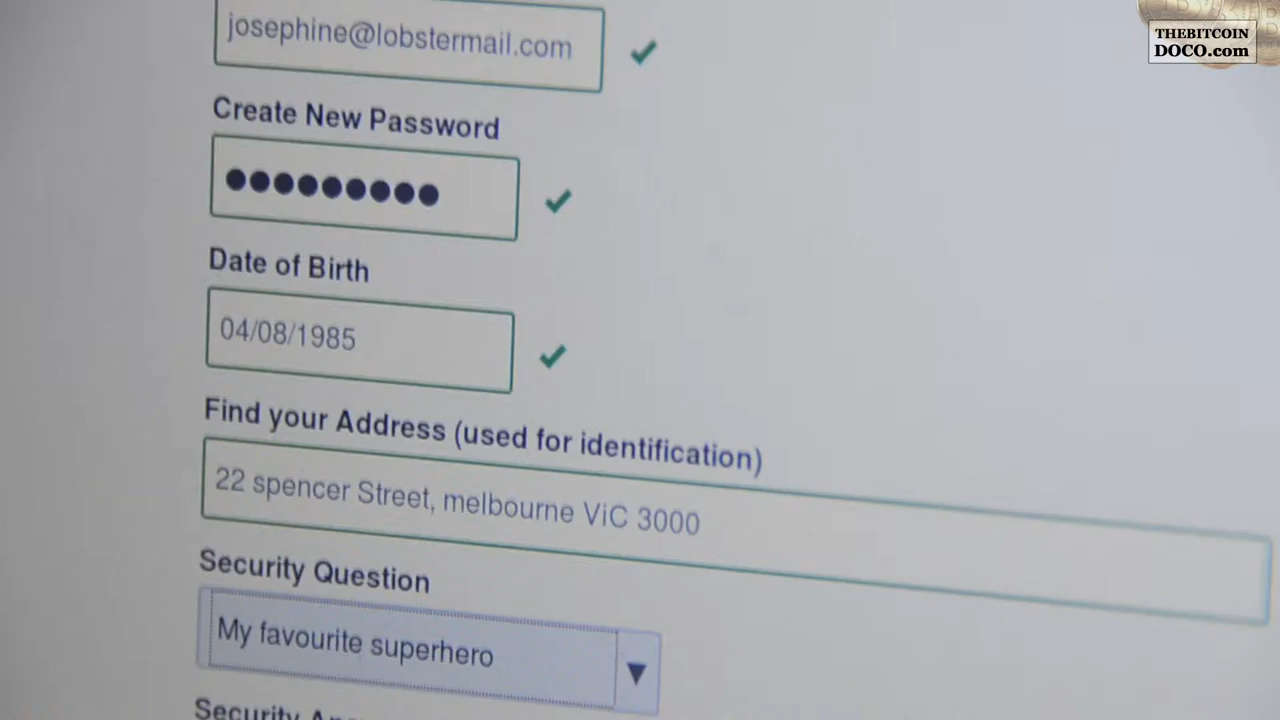 THEBITCOIN
DOCO.com
josephine@lobstermail.com
Create New Password
Date of Birth
04/08/1985
Find your Address (used for identification)
22 spencer Street, melbourne ViC 3000
Security Question
My favourite superhero
Security